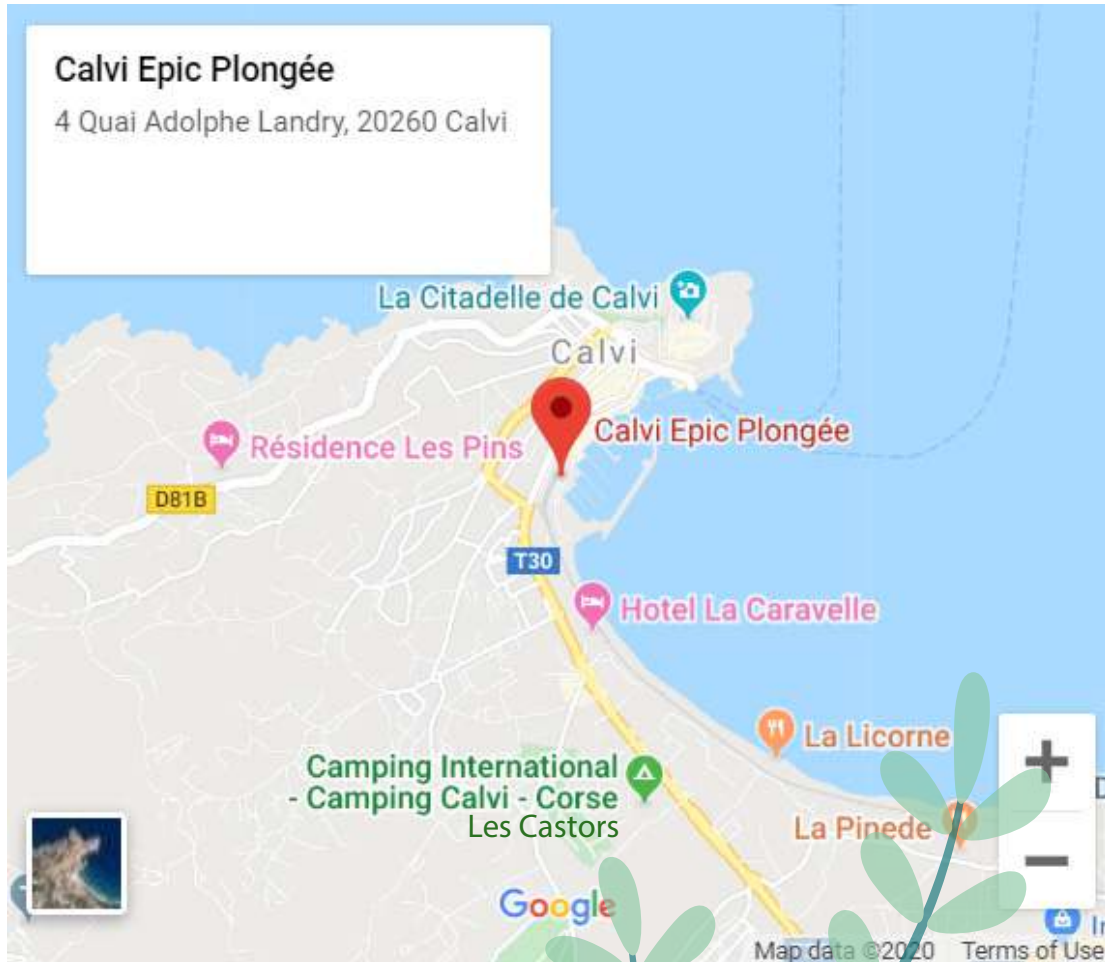 Calvi Epic Plongée
4 Quai Adolphe Landry, 20260 Calvi
La Citadelle de Calvi
Calvi
Calvi Epic Plongée
Résidence Les Pins
D81B
T30
Hotel La Caravelle
La Licorne
Camping International
- Camping Calvi - Corse
Les Castors
La Pinede
+
−
Google
Map data ©2020
Terms of Use